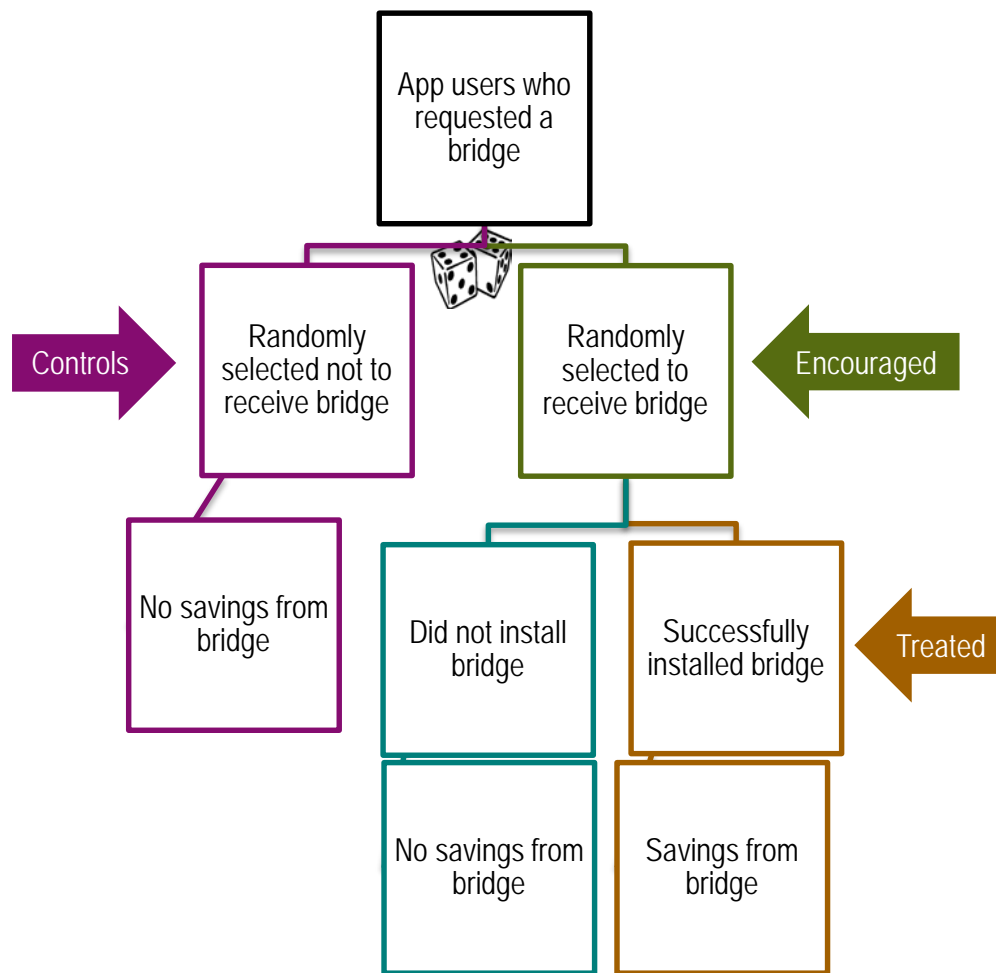 App users who
requested a
bridge
Controls
Randomly
selected not to
receive bridge
Randomly
selected to
receive bridge
Encouraged
No savings from
bridge
Did not install
bridge
Successfully
installed bridge
Treated
No savings from
bridge
Savings from
bridge